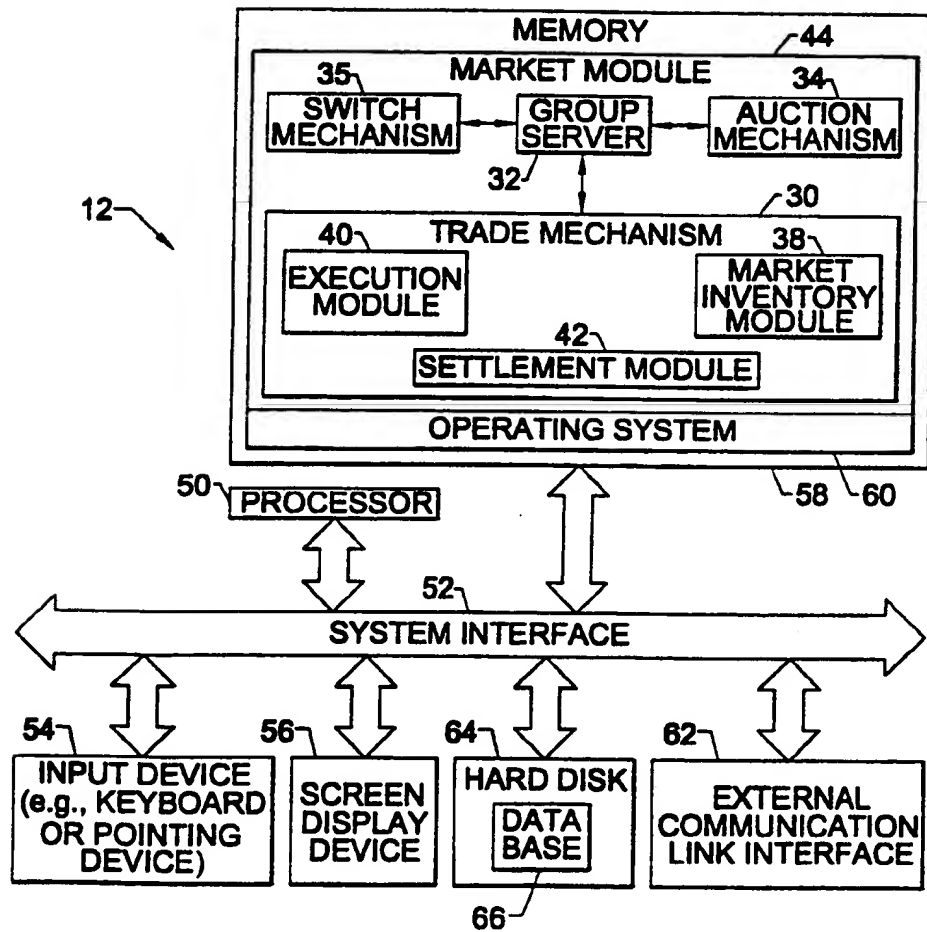 MEMORY
44
MARKET MODULE
35
SWITCH
MECHANISM
GROUP
SERVER
32
34
AUCTION
MECHANISM
12
30
TRADE MECHANISM
40
EXECUTION
MODULE
38
MARKET
INVENTORY
MODULE
42
SETTLEMENT MODULE
OPERATING SYSTEM
58
60
50
PROCESSOR
52
SYSTEM INTERFACE
54
INPUT DEVICE
(e.g., KEYBOARD
OR POINTING
DEVICE)
56
SCREEN
DISPLAY
DEVICE
64
HARD DISK
DATA
BASE
66
62
EXTERNAL
COMMUNICATION
LINK INTERFACE